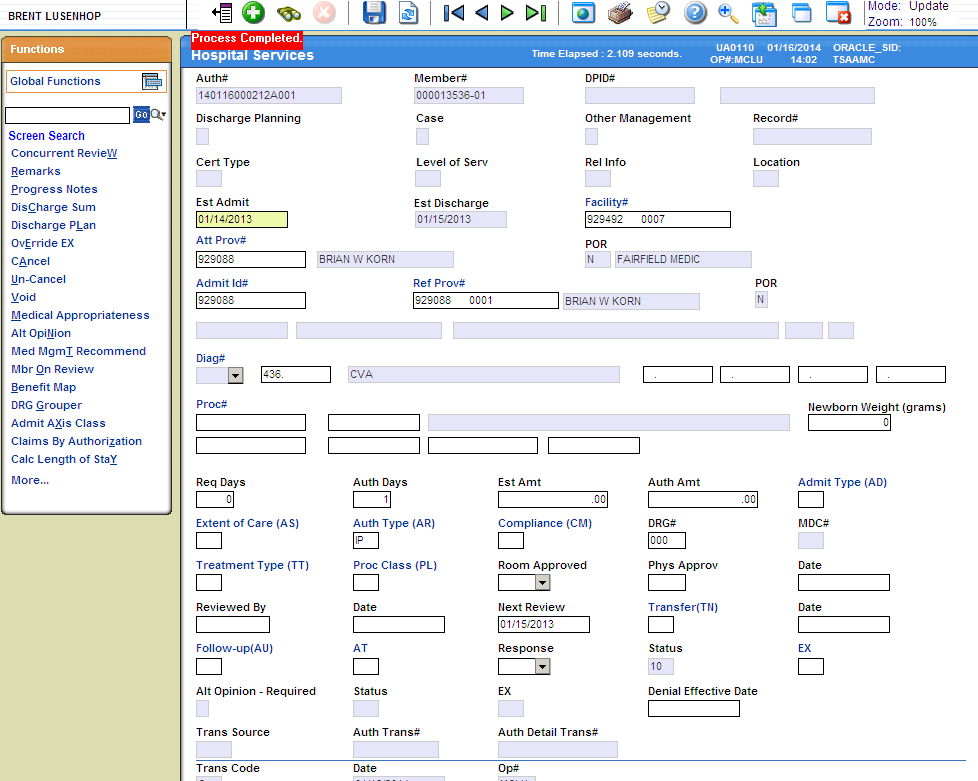 BRENT LUSENHOP
Mode: Update
Zoom: 100%
Process Completed.
Hospital Services
Time Elapsed : 2.109 seconds.
UA0110 01/16/2014 ORACLE_SID:
OP#:MCLU 14:02 TSAAMC
Functions
Global Functions
GO
Screen Search
Concurrent RevieW
Remarks
Progress Notes
DisCharge Sum
Discharge PLan
OvErride EX
CAncel
Un-Cancel
Void
Medical Appropriateness
Alt OpiNion
Med MgmT Recommend
Mbr On Review
Benefit Map
DRG Grouper
Admit AXis Class
Claims By Authorization
Calc Length of StaY
More...
Auth# Member# DPID#
140116000212A001 000013536-01
Discharge Planning Case Other Management Record#
Cert Type Level of Serv Rel Info Location
Est Admit Est Discharge Facility#
01/14/2013 01/15/2013 929492 0007
Att Prov# POR
929088 BRIAN W KORN N FAIRFIELD MEDIC
Admit Id# Ref Prov# POR
929088 929088 0001 BRIAN W KORN N
Diag#
436. CVA . . . .
Proc# Newborn Weight (grams)
0
Req Days Auth Days Est Amt Auth Amt Admit Type (AD)
0 1 .00 .00
Extent of Care (AS) Auth Type (AR) Compliance (CM) DRG# MDC#
IP 000
Treatment Type (TT) Proc Class (PL) Room Approved Phys Approv Date
Reviewed By Date Next Review Transfer(TN) Date
01/15/2013
Follow-up(AU) AT Response Status EX
10
Alt Opinion - Required Status EX Denial Effective Date
Trans Source Auth Trans# Auth Detail Trans#
Trans Code Date Op#